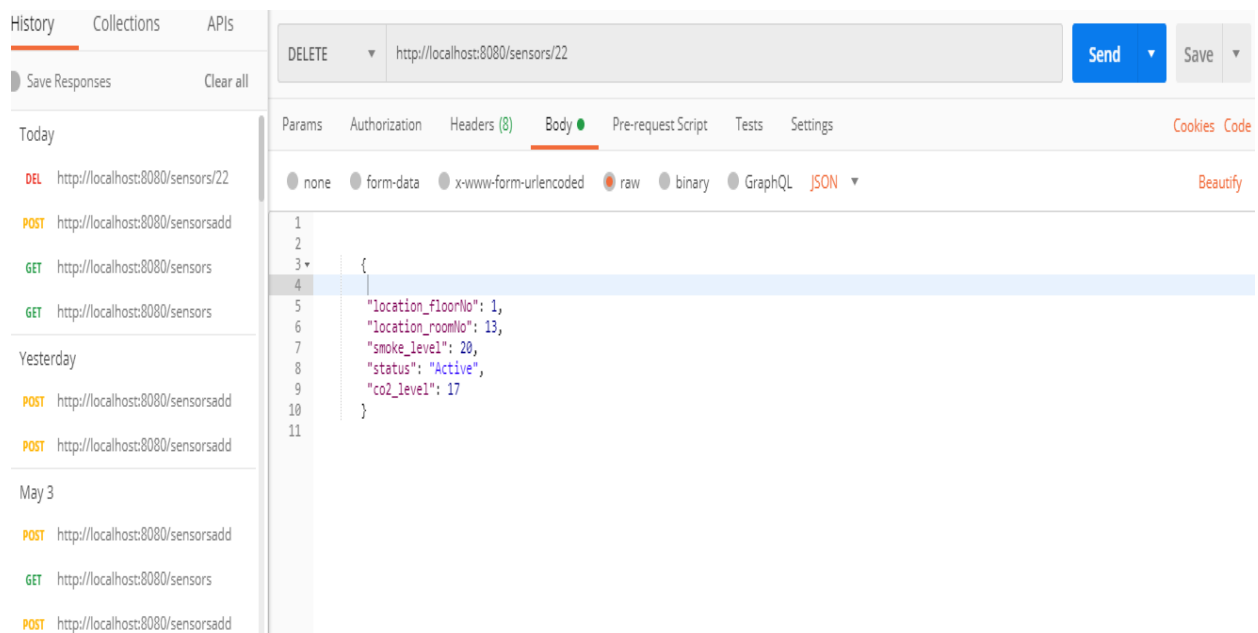 History Collections APIs
Save Responses Clear all
Today
DEL http://localhost:8080/sensors/22
POST http://localhost:8080/sensorsadd
GET http://localhost:8080/sensors
GET http://localhost:8080/sensors
Yesterday
POST http://localhost:8080/sensorsadd
POST http://localhost:8080/sensorsadd
May 3
POST http://localhost:8080/sensorsadd
GET http://localhost:8080/sensors
POST http://localhost:8080/sensorsadd
DELETE http://localhost:8080/sensors/22 Send Save
Params Authorization Headers (8) Body Pre-request Script Tests Settings Cookies Code
none form-data x-www-form-urlencoded raw binary GraphQL JSON Beautify
1
2
3 {
4
5 "location_floorNo": 1,
6 "location_roomNo": 13,
7 "smoke_level": 20,
8 "status": "Active",
9 "co2_level": 17
10 }
11